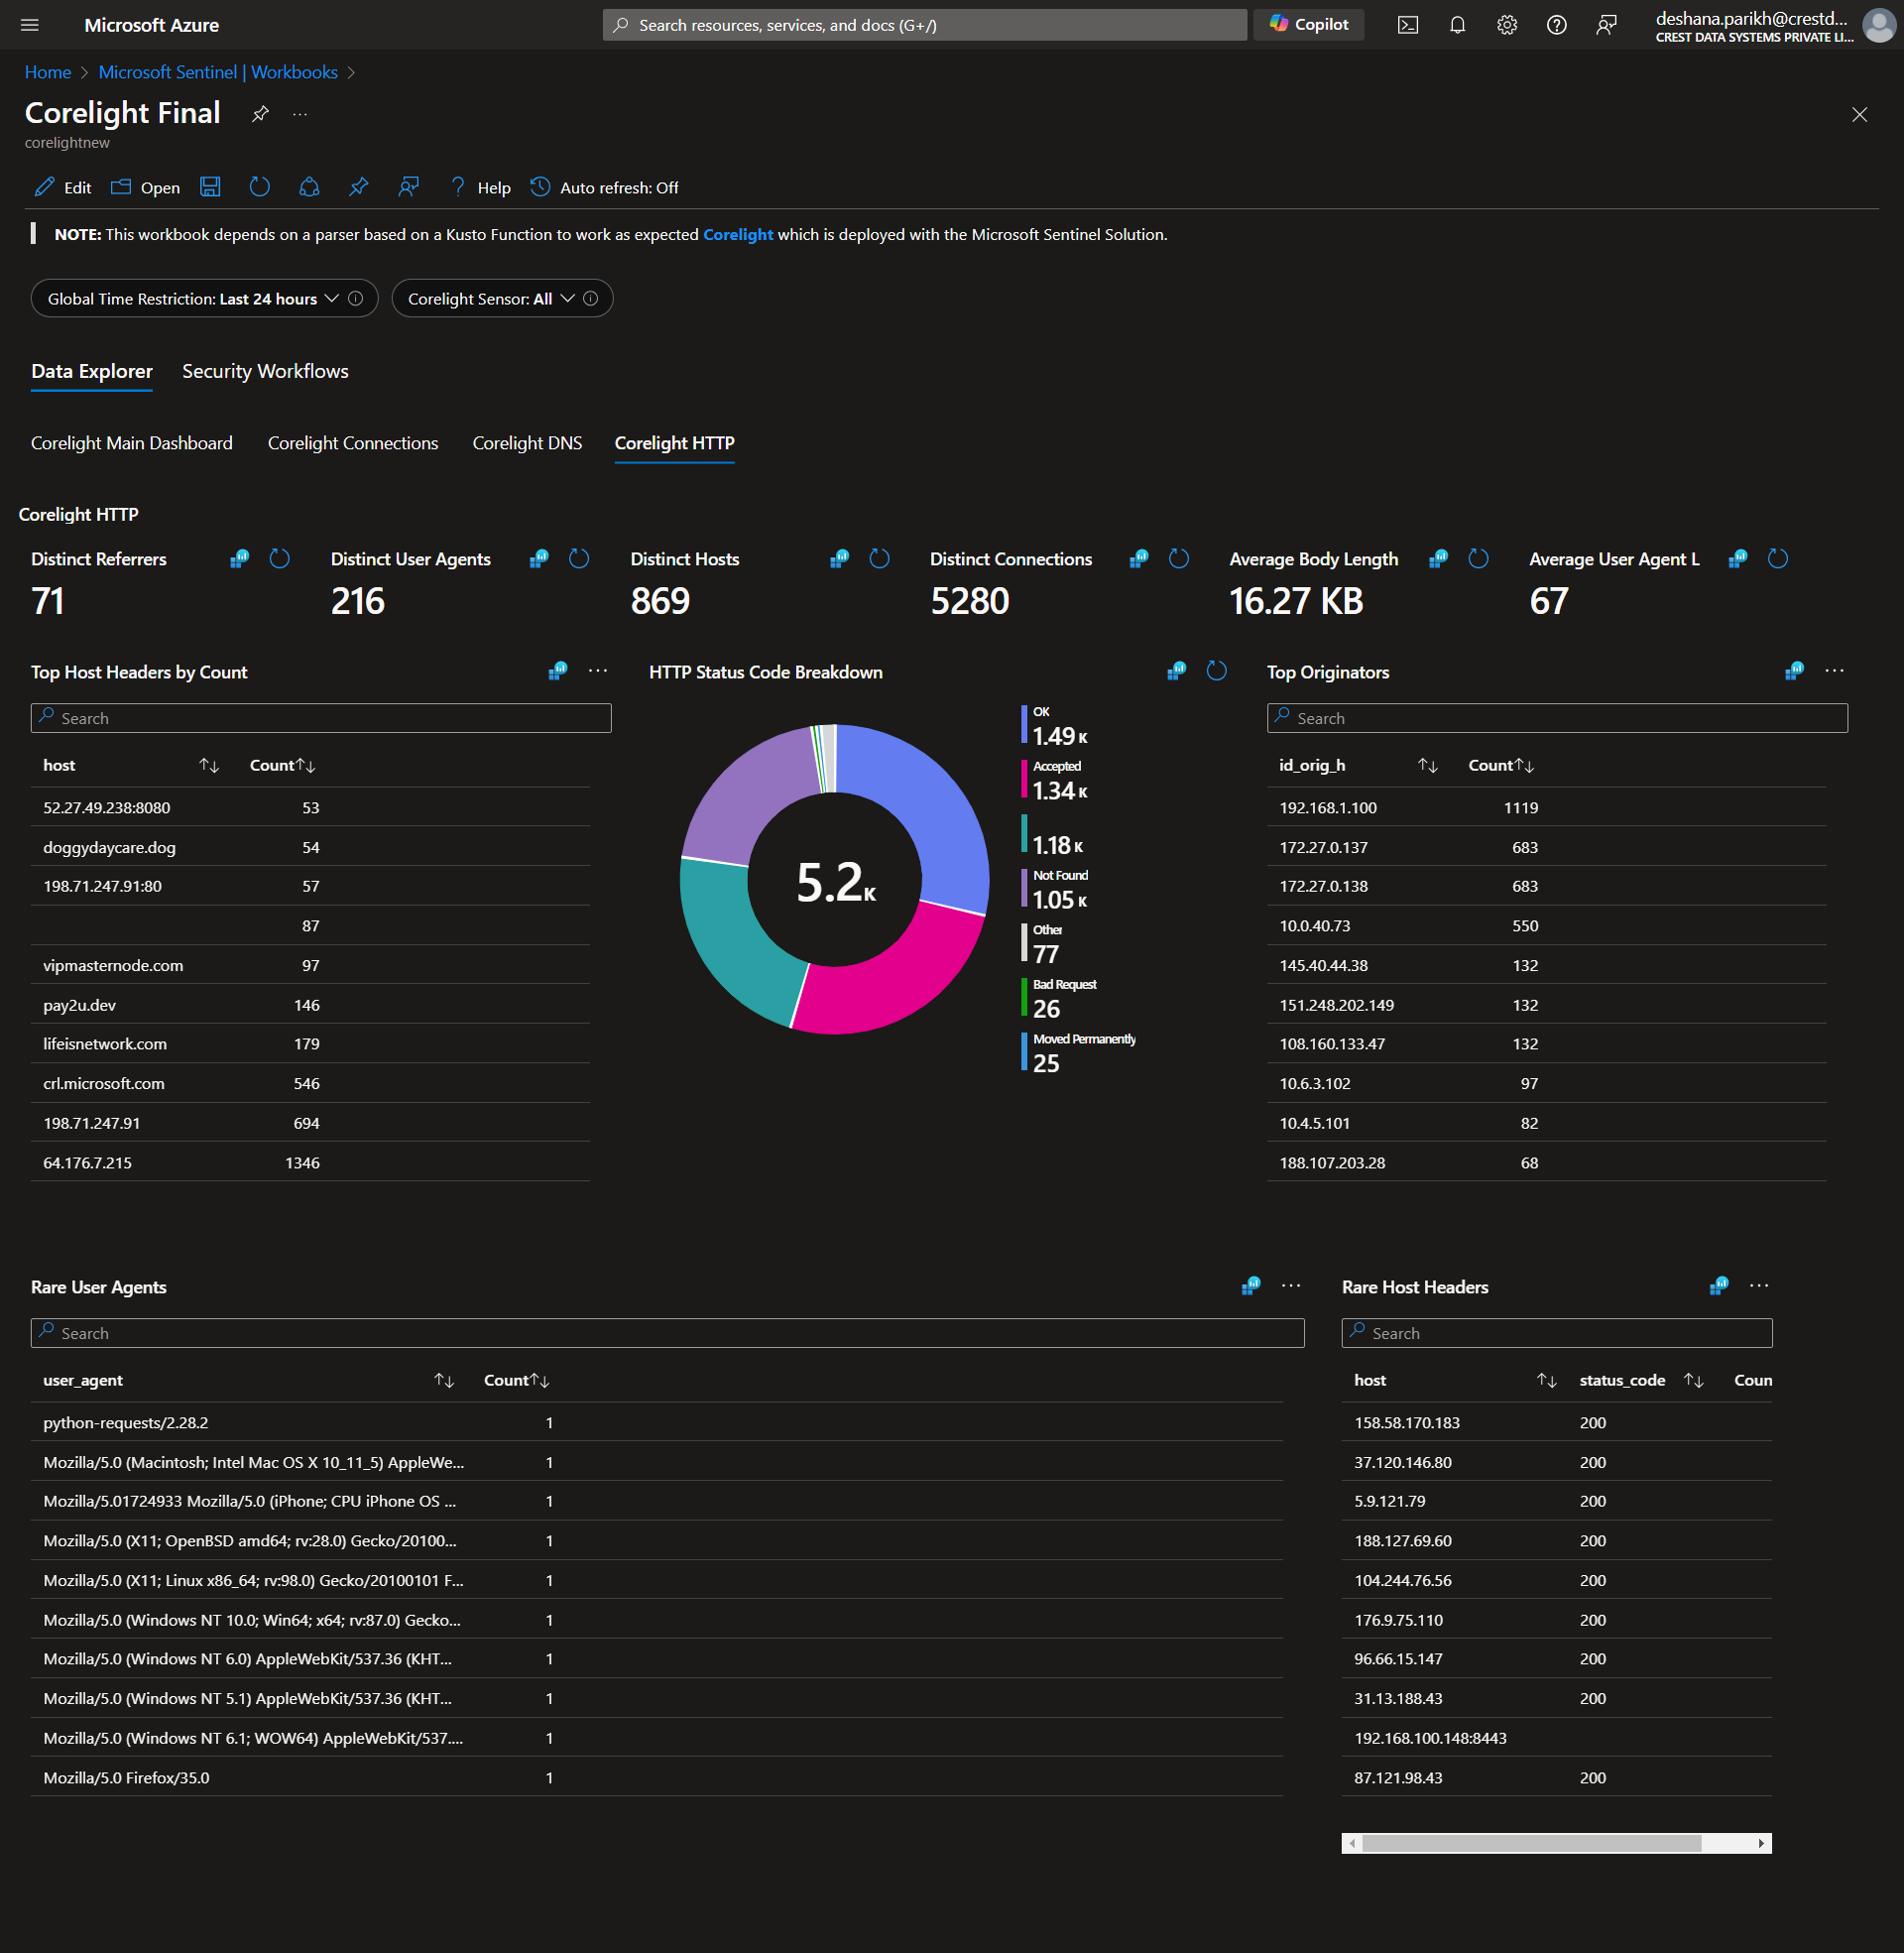 Microsoft Azure
Search resources, services, and docs (G+/)
Copilot
deshana.parikh@crestd...
CREST DATA SYSTEMS PRIVATE LI...
Home > Microsoft Sentinel | Workbooks >
Corelight Final
corelightnew
Edit Open Help Auto refresh: Off
NOTE: This workbook depends on a parser based on a Kusto Function to work as expected Corelight which is deployed with the Microsoft Sentinel Solution.
Global Time Restriction: Last 24 hours
Corelight Sensor: All
Data Explorer Security Workflows
Corelight Main Dashboard Corelight Connections Corelight DNS Corelight HTTP
Corelight HTTP
Distinct Referrers
71
Distinct User Agents
216
Distinct Hosts
869
Distinct Connections
5280
Average Body Length
16.27 KB
Average User Agent L
67
Top Host Headers by Count
Search
host Count
52.27.49.238:8080 53
doggydaycare.dog 54
198.71.247.91:80 57
87
vipmasternode.com 97
pay2u.dev 146
lifeisnetwork.com 179
crl.microsoft.com 546
198.71.247.91 694
64.176.7.215 1346
HTTP Status Code Breakdown
5.2K
OK
1.49 K
Accepted
1.34 K
1.18 K
Not Found
1.05 K
Other
77
Bad Request
26
Moved Permanently
25
Top Originators
Search
id_orig_h Count
192.168.1.100 1119
172.27.0.137 683
172.27.0.138 683
10.0.40.73 550
145.40.44.38 132
151.248.202.149 132
108.160.133.47 132
10.6.3.102 97
10.4.5.101 82
188.107.203.28 68
Rare User Agents
Search
user_agent Count
python-requests/2.28.2 1
Mozilla/5.0 (Macintosh; Intel Mac OS X 10_11_5) AppleWe... 1
Mozilla/5.01724933 Mozilla/5.0 (iPhone; CPU iPhone OS ... 1
Mozilla/5.0 (X11; OpenBSD amd64; rv:28.0) Gecko/20100... 1
Mozilla/5.0 (X11; Linux x86_64; rv:98.0) Gecko/20100101 F... 1
Mozilla/5.0 (Windows NT 10.0; Win64; x64; rv:87.0) Gecko... 1
Mozilla/5.0 (Windows NT 6.0) AppleWebKit/537.36 (KHT... 1
Mozilla/5.0 (Windows NT 5.1) AppleWebKit/537.36 (KHT... 1
Mozilla/5.0 (Windows NT 6.1; WOW64) AppleWebKit/537.... 1
Mozilla/5.0 Firefox/35.0 1
Rare Host Headers
Search
host status_code Coun
158.58.170.183 200
37.120.146.80 200
5.9.121.79 200
188.127.69.60 200
104.244.76.56 200
176.9.75.110 200
96.66.15.147 200
31.13.188.43 200
192.168.100.148:8443
87.121.98.43 200